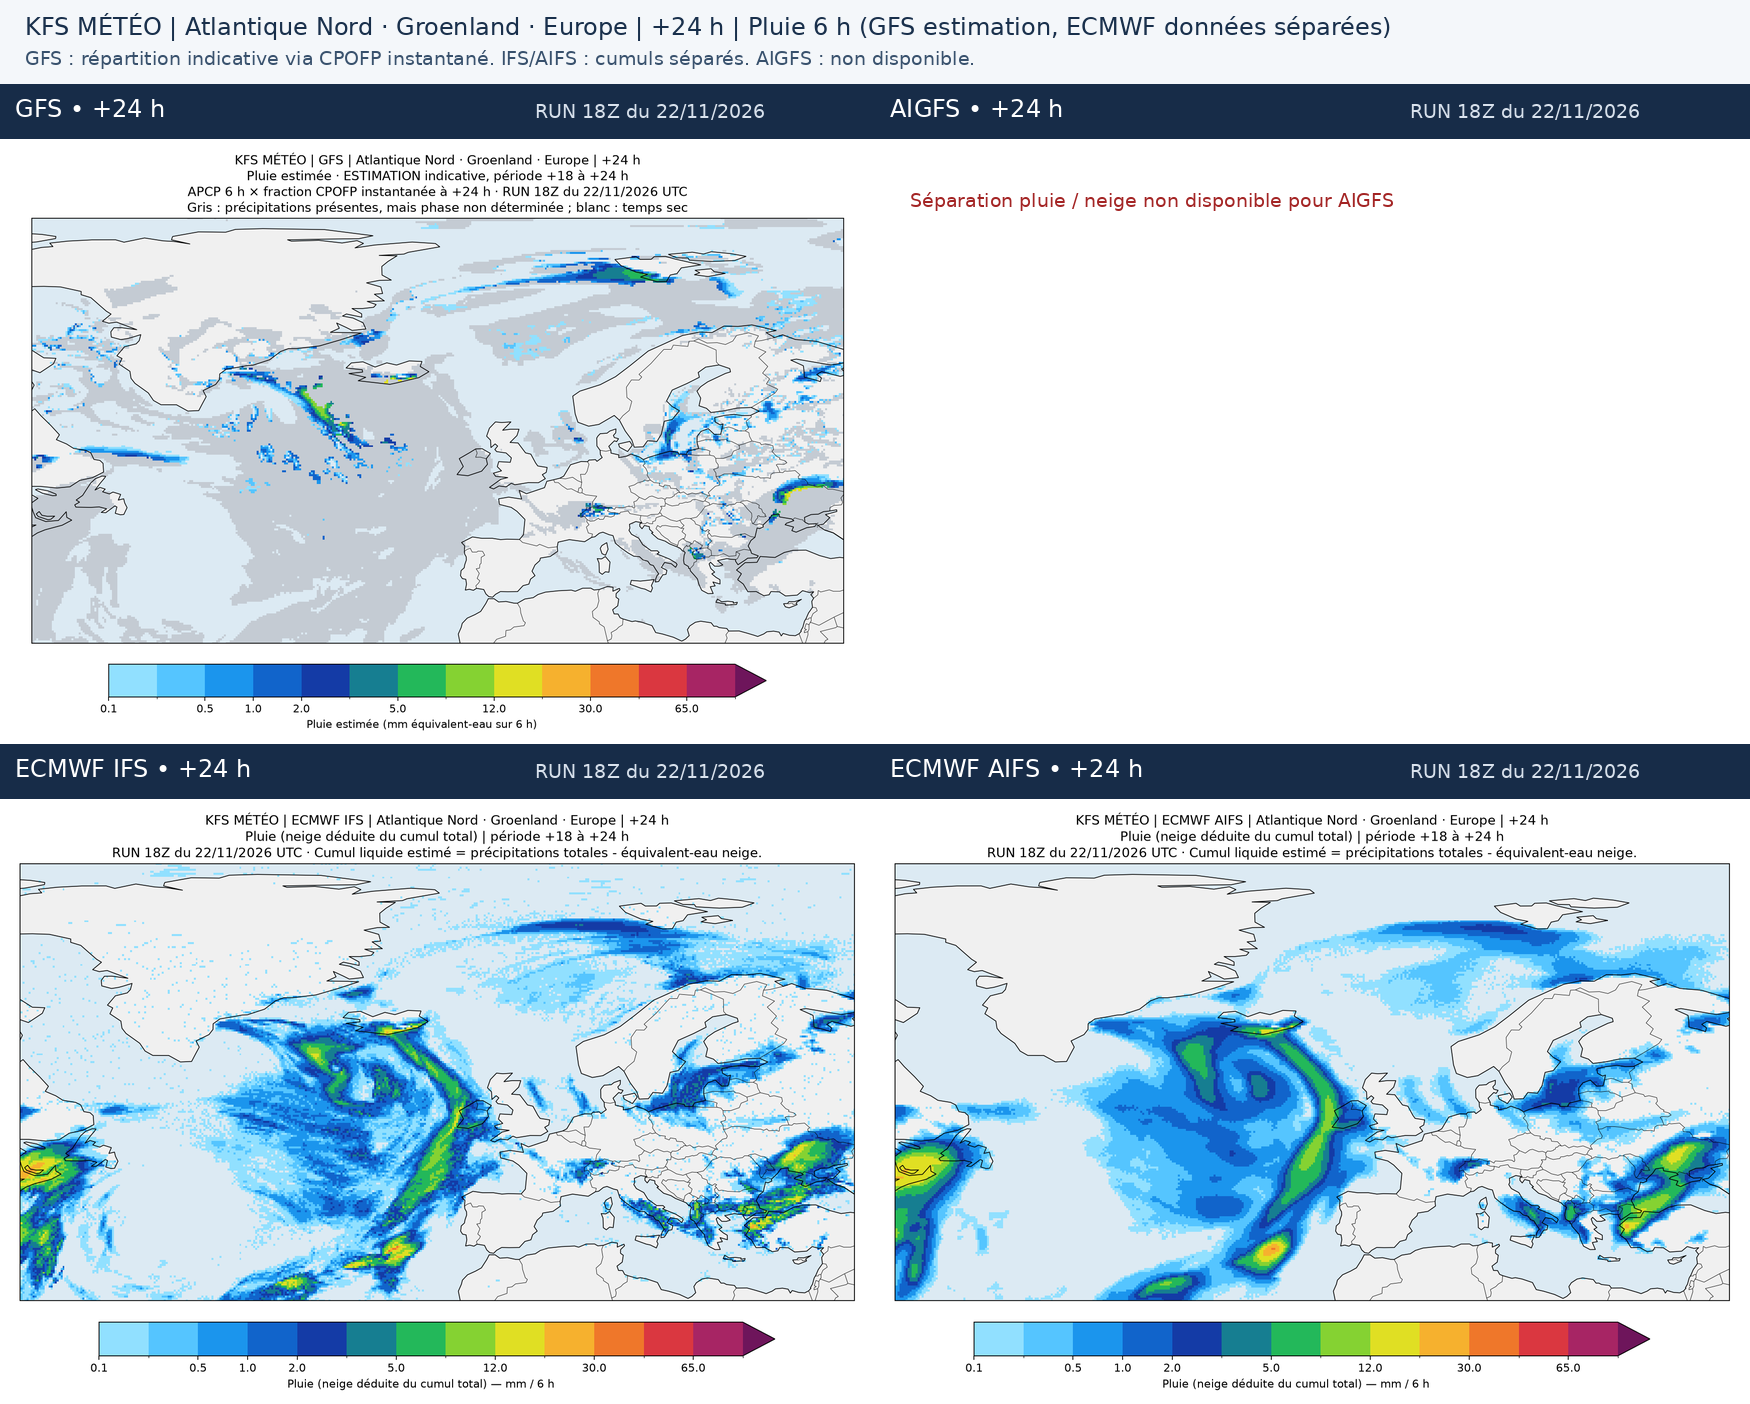 KFS MÉTÉO | Atlantique Nord · Groenland · Europe | +24 h | Pluie 6 h (GFS estimation, ECMWF données séparées)
GFS : répartition indicative via CPOFP instantané. IFS/AIFS : cumuls séparés. AIGFS : non disponible.
GFS • +24 h
RUN 18Z du 22/11/2026
KFS MÉTÉO | GFS | Atlantique Nord · Groenland · Europe | +24 h
Pluie estimée · ESTIMATION indicative, période +18 à +24 h
APCP 6 h × fraction CPOFP instantanée à +24 h · RUN 18Z du 22/11/2026 UTC
Gris : précipitations présentes, mais phase non déterminée ; blanc : temps sec
0.1 0.5 1.0 2.0 5.0 12.0 30.0 65.0
Pluie estimée (mm équivalent-eau sur 6 h)
AIGFS • +24 h
RUN 18Z du 22/11/2026
Séparation pluie / neige non disponible pour AIGFS
ECMWF IFS • +24 h
RUN 18Z du 22/11/2026
KFS MÉTÉO | ECMWF IFS | Atlantique Nord · Groenland · Europe | +24 h
Pluie (neige déduite du cumul total) | période +18 à +24 h
RUN 18Z du 22/11/2026 UTC · Cumul liquide estimé = précipitations totales - équivalent-eau neige.
0.1 0.5 1.0 2.0 5.0 12.0 30.0 65.0
Pluie (neige déduite du cumul total) — mm / 6 h
ECMWF AIFS • +24 h
RUN 18Z du 22/11/2026
KFS MÉTÉO | ECMWF AIFS | Atlantique Nord · Groenland · Europe | +24 h
Pluie (neige déduite du cumul total) | période +18 à +24 h
RUN 18Z du 22/11/2026 UTC · Cumul liquide estimé = précipitations totales - équivalent-eau neige.
0.1 0.5 1.0 2.0 5.0 12.0 30.0 65.0
Pluie (neige déduite du cumul total) — mm / 6 h